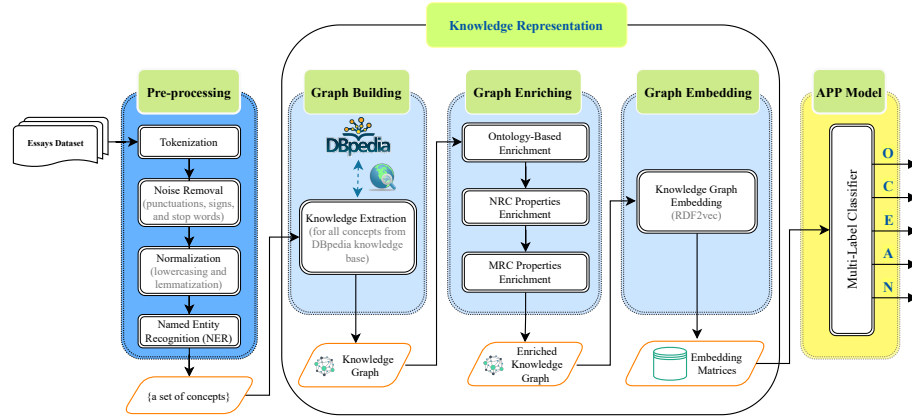 Knowledge Representation
Pre-processing
Graph Building
Graph Enriching
Graph Embedding
APP Model
Essays Dataset
Tokenization
Noise Removal
(punctuations, signs,
and stop words)
Normalization
(lowercasing and
lemmatization)
Named Entity
Recognition (NER)
{a set of concepts}
DBpedia
Knowledge Extraction
(for all concepts from
DBpedia knowledge
base)
Knowledge
Graph
Ontology-Based
Enrichment
NRC Properties
Enrichment
MRC Properties
Enrichment
Enriched
Knowledge
Graph
Knowledge Graph
Embedding
(RDF2vec)
Embedding
Matrices
Multi-Label Classifier
O
C
E
A
N